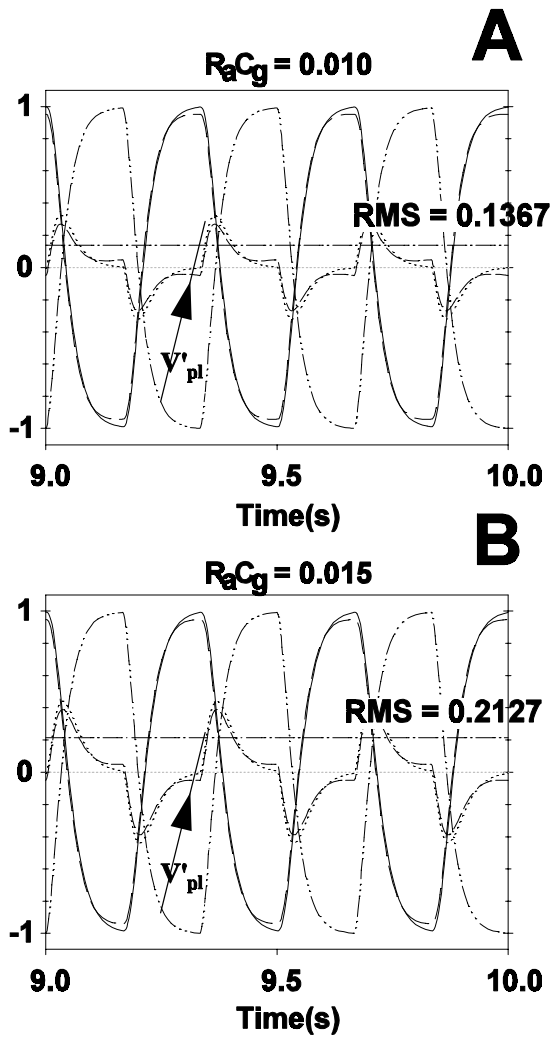 A
RaCg = 0.010
1
RMS = 0.1367
0
V'pl
-1
9.0 9.5 10.0
Time(s)
B
RaCg = 0.015
1
RMS = 0.2127
0
V'pl
-1
9.0 9.5 10.0
Time(s)